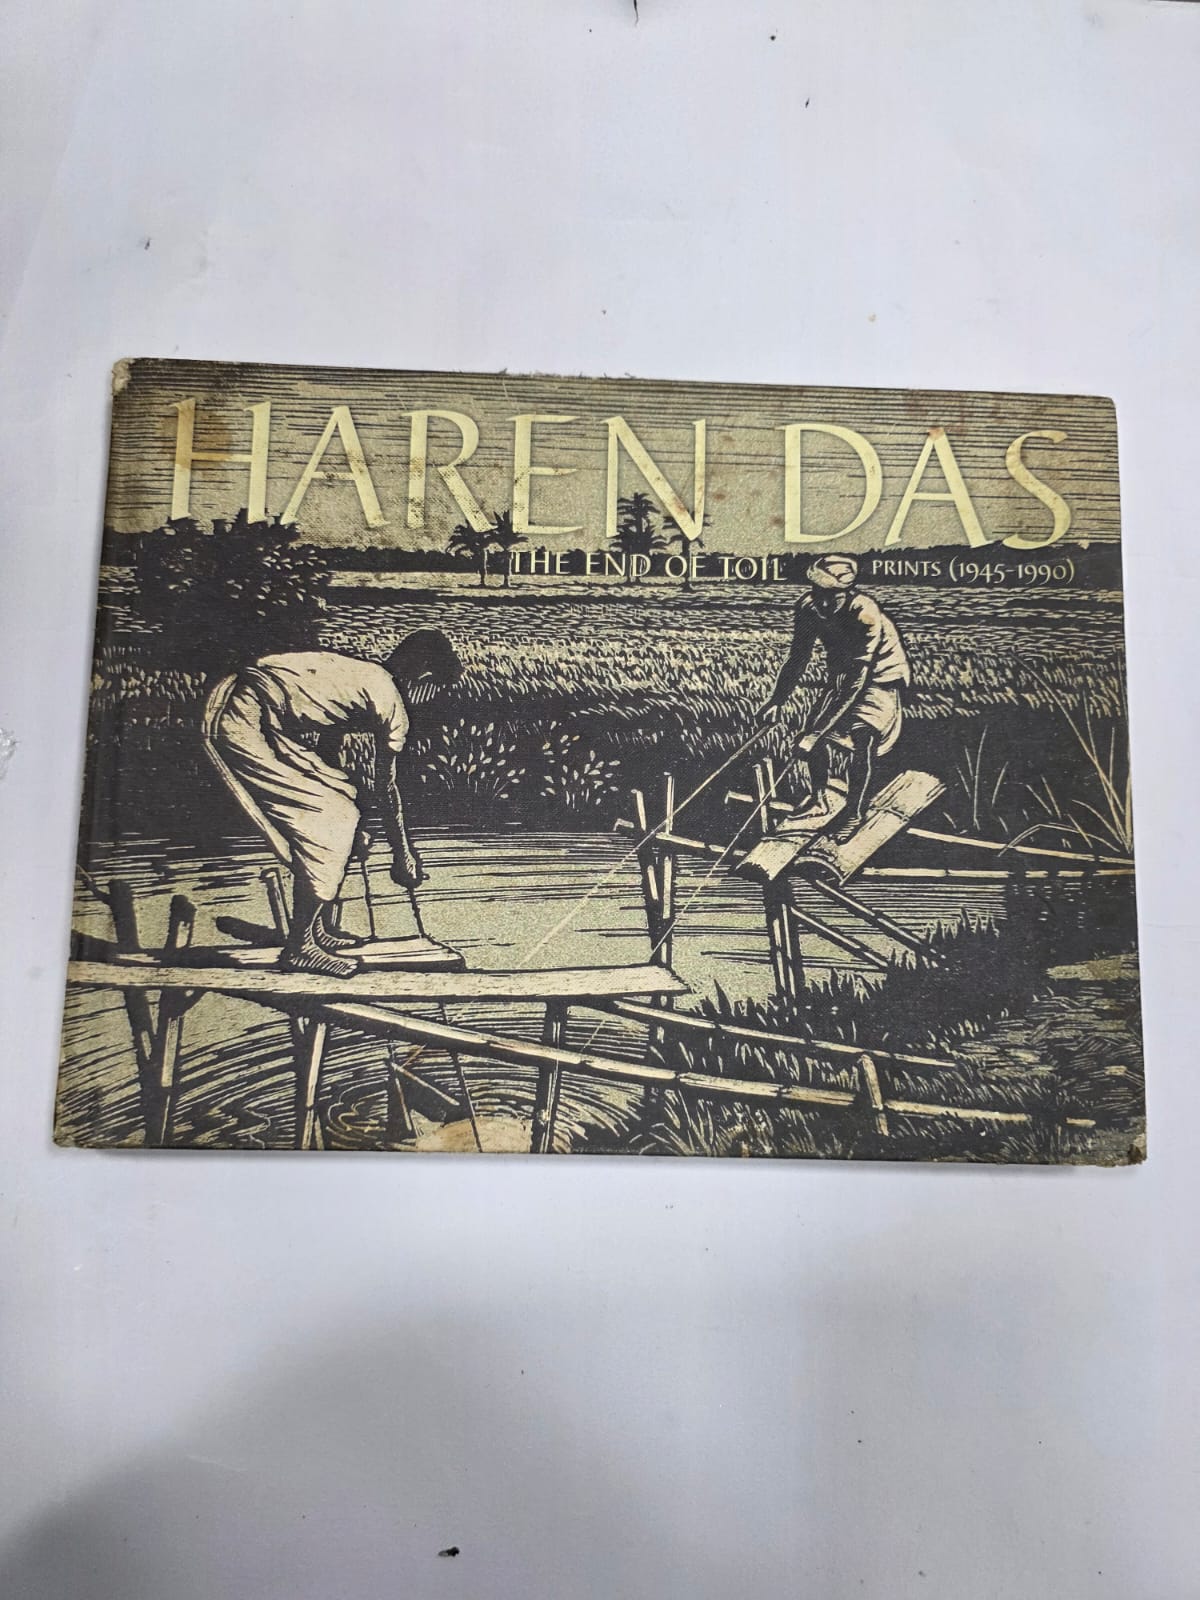 HAREN DAS
THE END OF TOIL PRINTS (1945-1990)